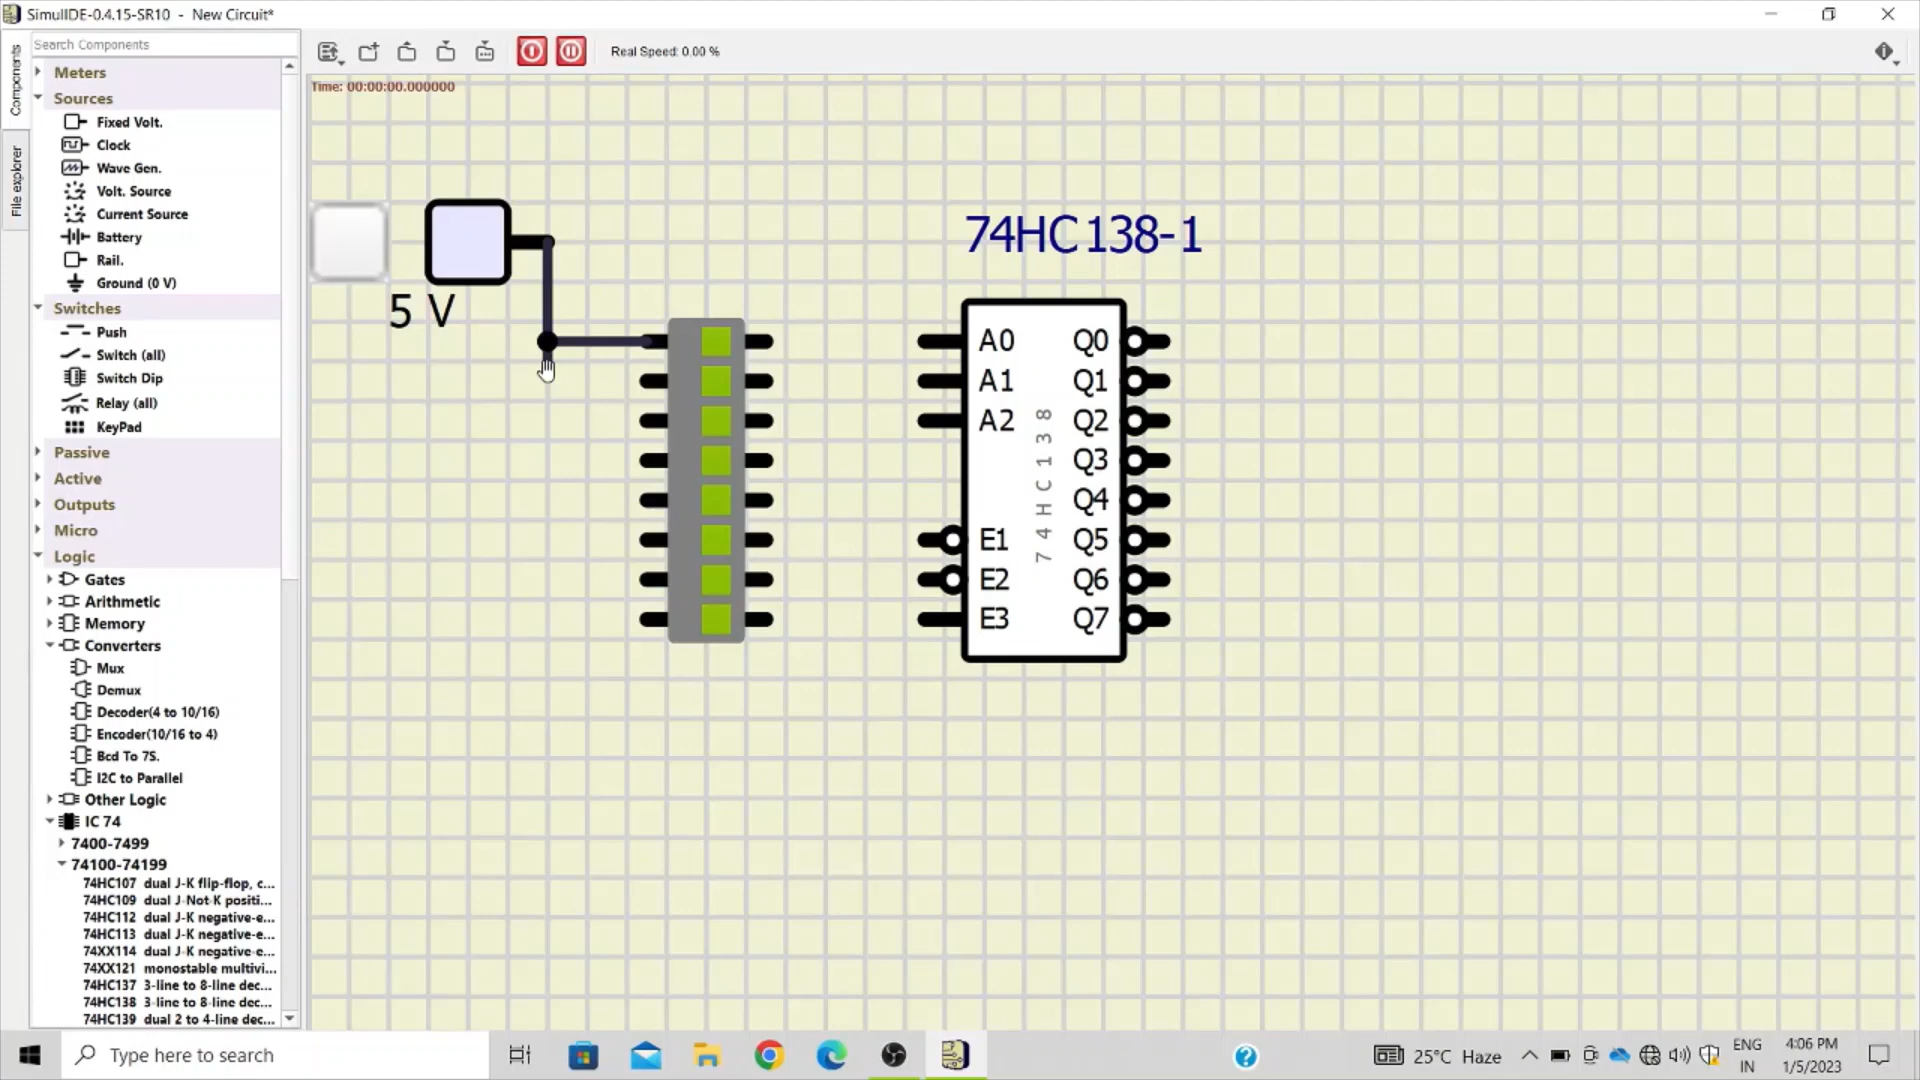 SimulIDE-0.4.15-SR10 - New Circuit*
Components
File explorer
Search Components
Meters
Sources
Fixed Volt.
Clock
Wave Gen.
Volt. Source
Current Source
Battery
Rail.
Ground (0 V)
Switches
Push
Switch (all)
Switch Dip
Relay (all)
KeyPad
Passive
Active
Outputs
Micro
Logic
Gates
Arithmetic
Memory
Converters
Mux
Demux
Decoder(4 to 10/16)
Encoder(10/16 to 4)
Bcd To 7S.
I2C to Parallel
Other Logic
IC 74
7400-7499
74100-74199
74HC107 dual J-K flip-flop, c...
74HC109 dual J-Not-K positi...
74HC112 dual J-K negative-e...
74HC113 dual J-K negative-e...
74XX114 dual J-K negative-e...
74XX121 monostable multivi...
74HC137 3-line to 8-line dec...
74HC138 3-line to 8-line dec...
74HC139 dual 2 to 4-line dec...
Real Speed: 0.00 %
Time: 00:00:00.000000
5 V
74HC138-1
A0 Q0
A1 Q1
A2 Q2
Q3
Q4
E1 Q5
E2 Q6
E3 Q7
74HC138
Type here to search
25°C Haze
ENG
IN
4:06 PM
1/5/2023